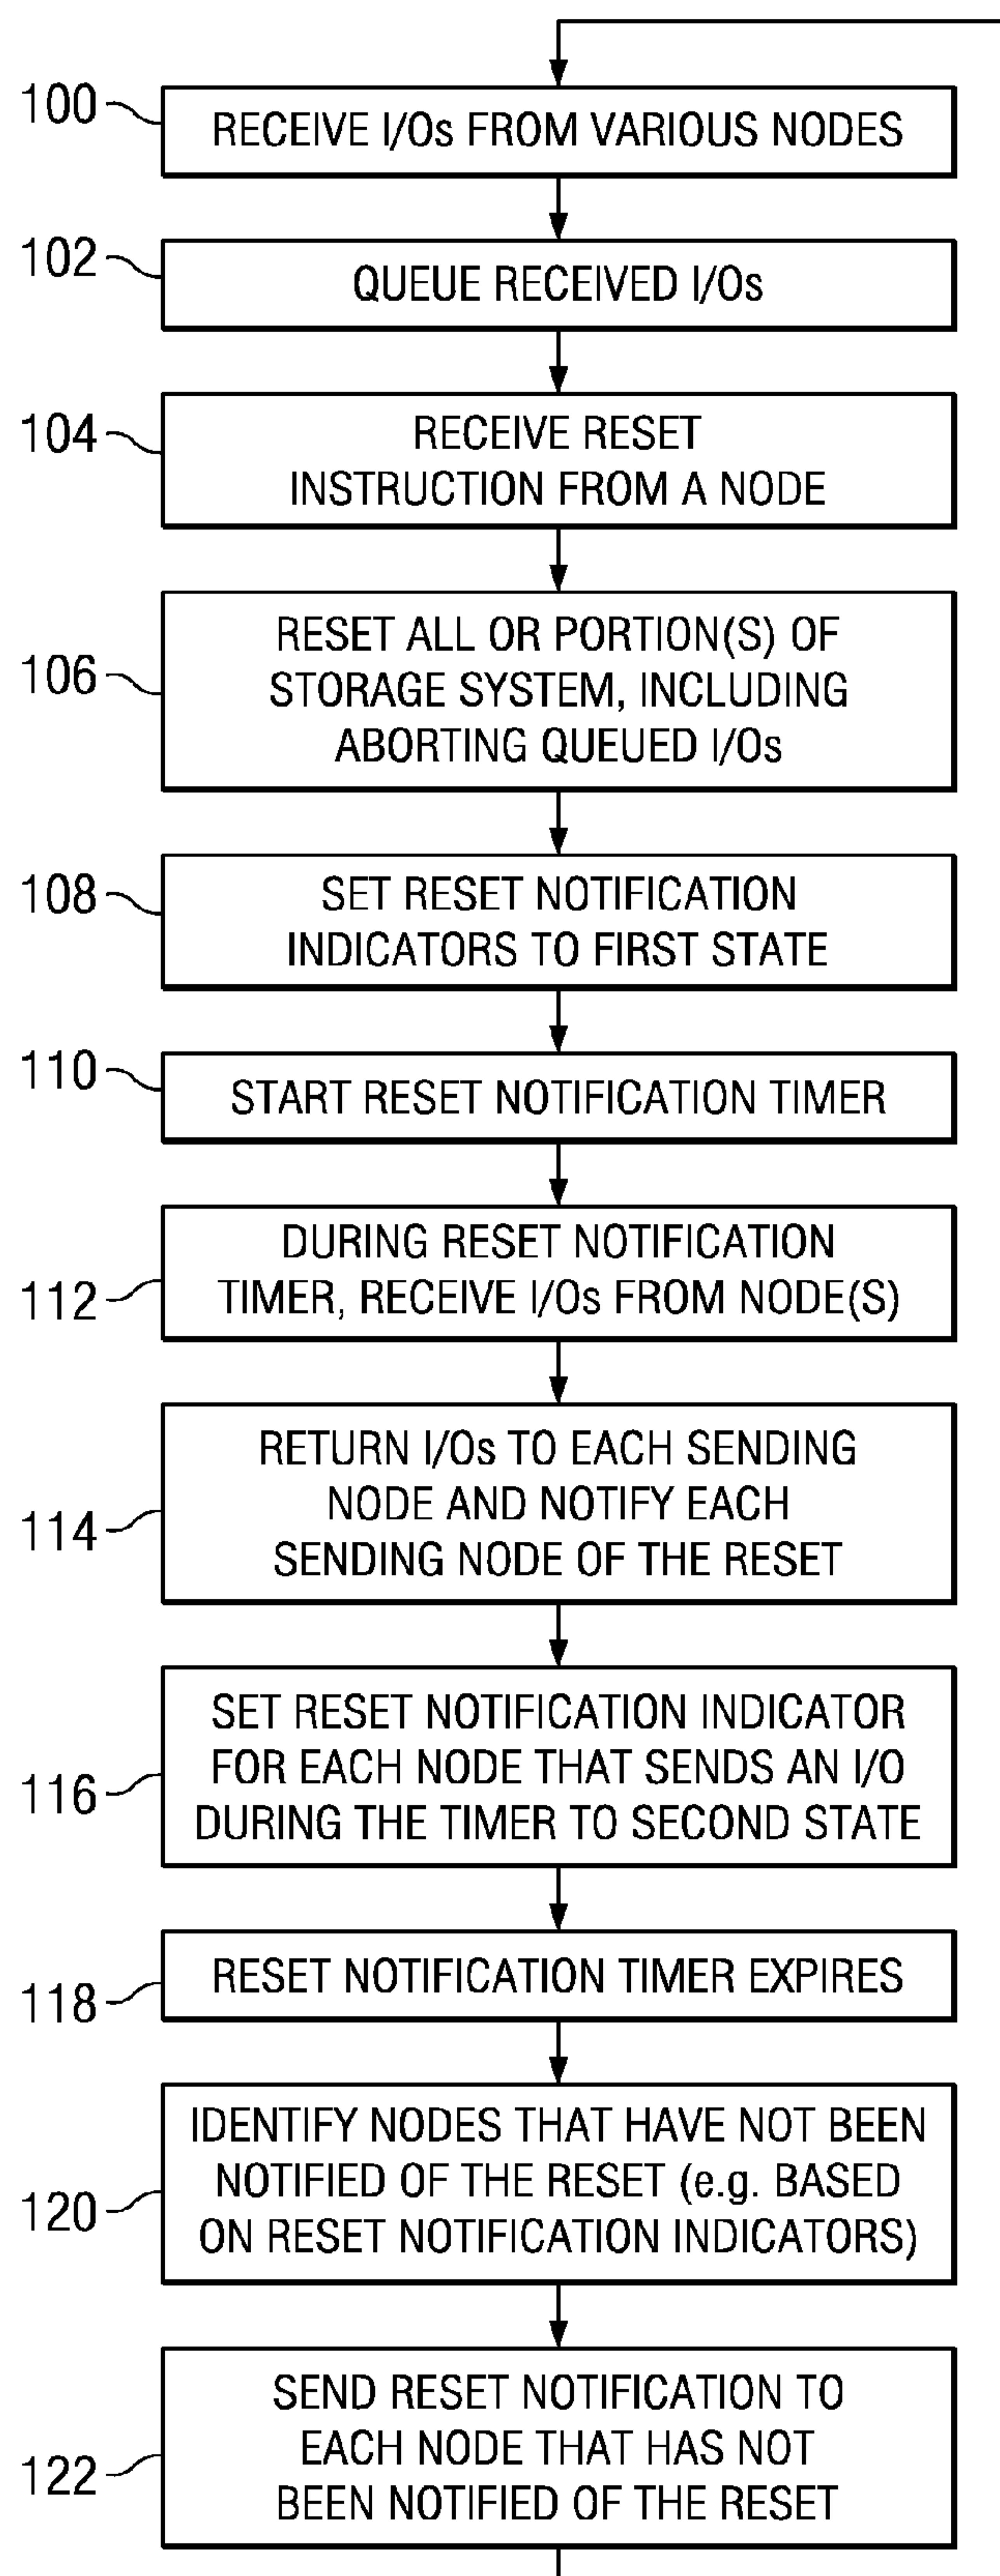 100
RECEIVE I/Os FROM VARIOUS NODES
102
QUEUE RECEIVED I/Os
104
RECEIVE RESET
INSTRUCTION FROM A NODE
106
RESET ALL OR PORTION(S) OF
STORAGE SYSTEM, INCLUDING
ABORTING QUEUED I/Os
108
SET RESET NOTIFICATION
INDICATORS TO FIRST STATE
110
START RESET NOTIFICATION TIMER
112
DURING RESET NOTIFICATION
TIMER, RECEIVE I/Os FROM NODE(S)
114
RETURN I/Os TO EACH SENDING
NODE AND NOTIFY EACH
SENDING NODE OF THE RESET
116
SET RESET NOTIFICATION INDICATOR
FOR EACH NODE THAT SENDS AN I/O
DURING THE TIMER TO SECOND STATE
118
RESET NOTIFICATION TIMER EXPIRES
120
IDENTIFY NODES THAT HAVE NOT BEEN
NOTIFIED OF THE RESET (e.g. BASED
ON RESET NOTIFICATION INDICATORS)
122
SEND RESET NOTIFICATION TO
EACH NODE THAT HAS NOT
BEEN NOTIFIED OF THE RESET